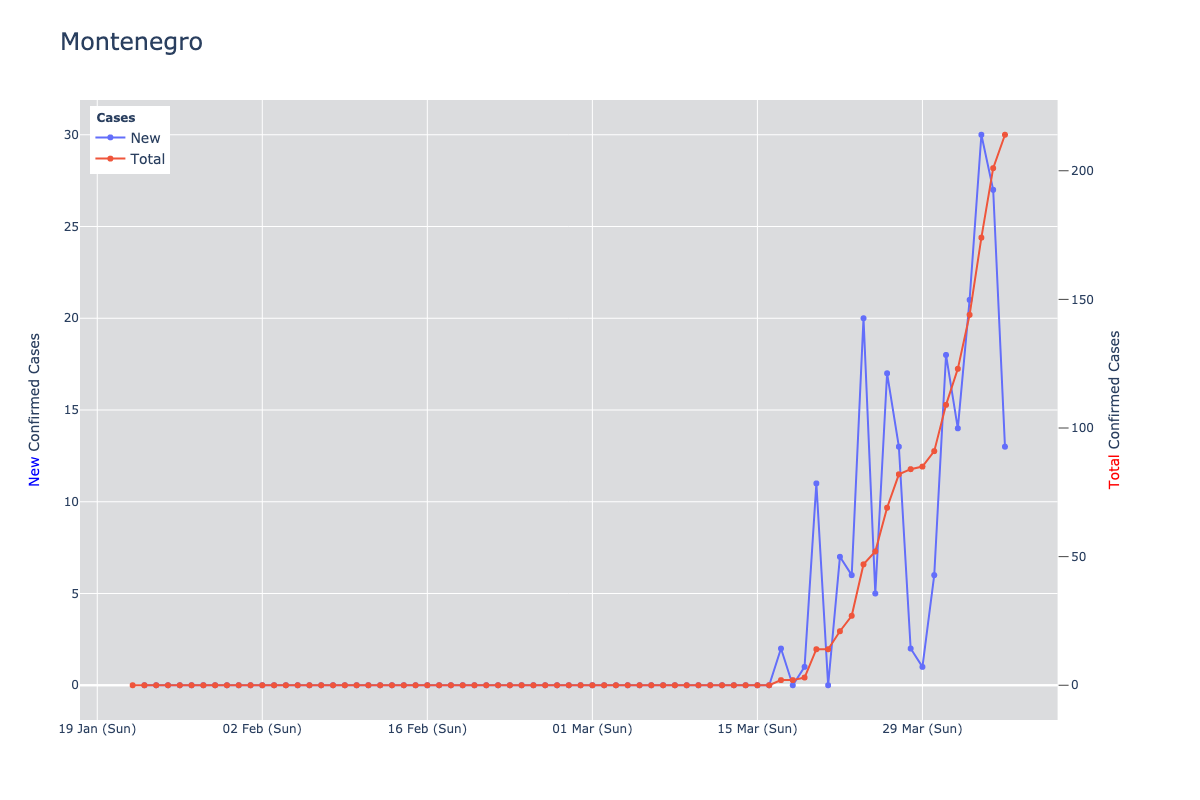 Montenegro
Cases
New
Total
30
25
20
15
10
5
0
New Confirmed Cases
200
150
100
50
0
Total Confirmed Cases
19 Jan (Sun)
02 Feb (Sun)
16 Feb (Sun)
01 Mar (Sun)
15 Mar (Sun)
29 Mar (Sun)